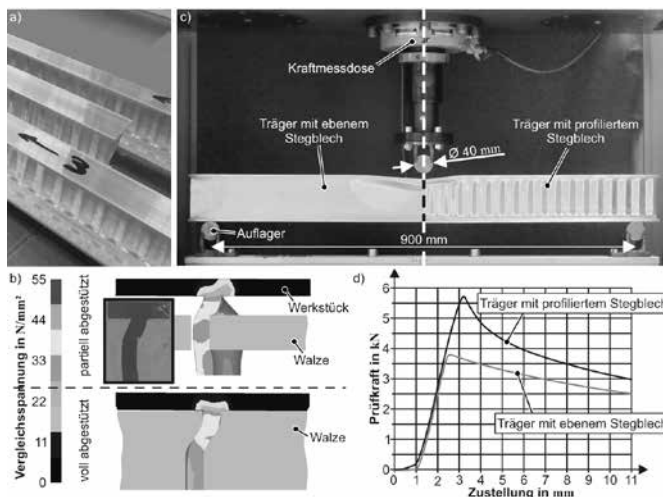 a)
3
c)
Kraftmessdose
Träger mit ebenem
Stegblech
Träger mit profiliertem
Stegblech
Ø 40 mm
Auflager
900 mm
b)
Vergleichsspannung in N/mm²
55
44
33
22
11
0
partiell abgestützt
voll abgestützt
Werkstück
Walze
Walze
d)
Prüfkraft in kN
6
5
4
3
2
1
0
Träger mit profiliertem Stegblech
Träger mit ebenem Stegblech
0 1 2 3 4 5 6 7 8 9 10 11
Zustellung in mm